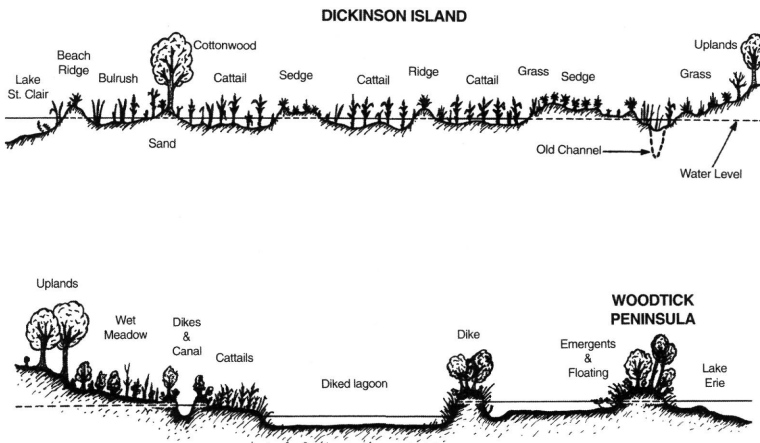 DICKINSON ISLAND
Lake
St. Clair
Beach
Ridge
Bulrush
Cottonwood
Cattail
Sedge
Cattail
Ridge
Cattail
Grass
Sedge
Grass
Uplands
Sand
Old Channel
Water Level
Uplands
Wet
Meadow
Dikes
&
Canal
Cattails
Diked lagoon
Dike
Emergents
&
Floating
WOODTICK
PENINSULA
Lake
Erie